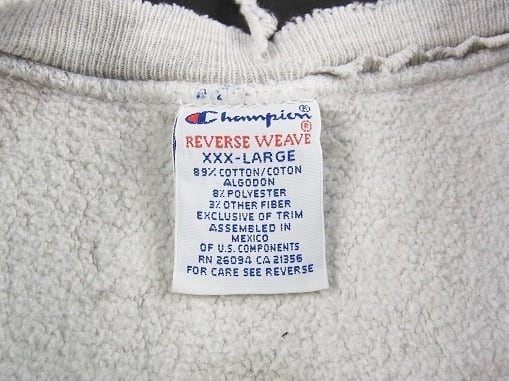 Champion®
REVERSE WEAVE®
XXX-LARGE
89% COTTON/COTON
ALGODON
8% POLYESTER
3% OTHER FIBER
EXCLUSIVE OF TRIM
ASSEMBLED IN
MEXICO
OF U.S. COMPONENTS
RN 26094 CA 21356
FOR CARE SEE REVERSE